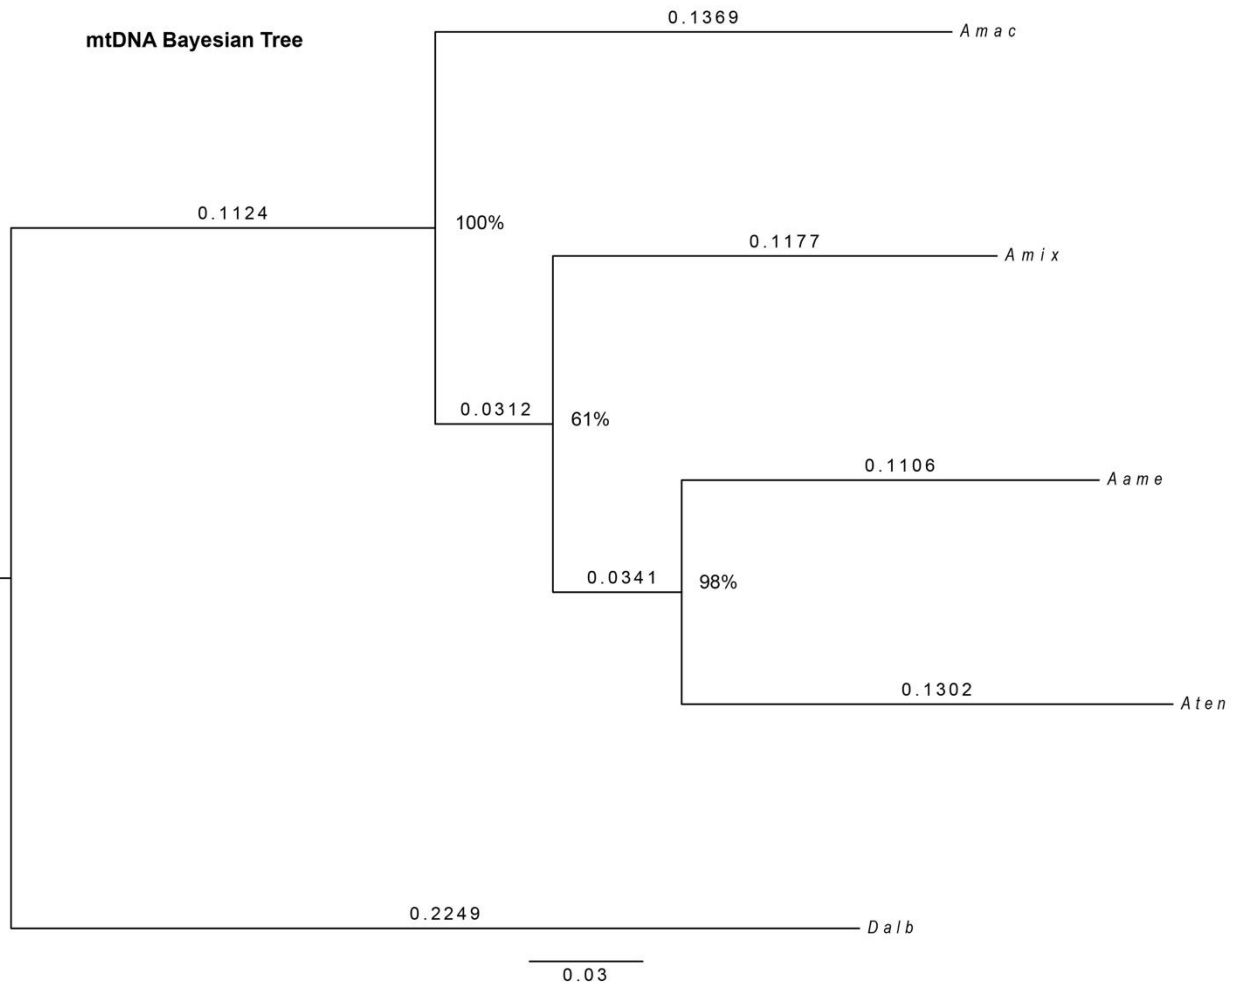 mtDNA Bayesian Tree
0.1369
Amac
0.1124
100%
0.1177
Amix
0.0312
61%
0.1106
Aame
0.0341
98%
0.1302
Aten
0.2249
Dalb
0.03